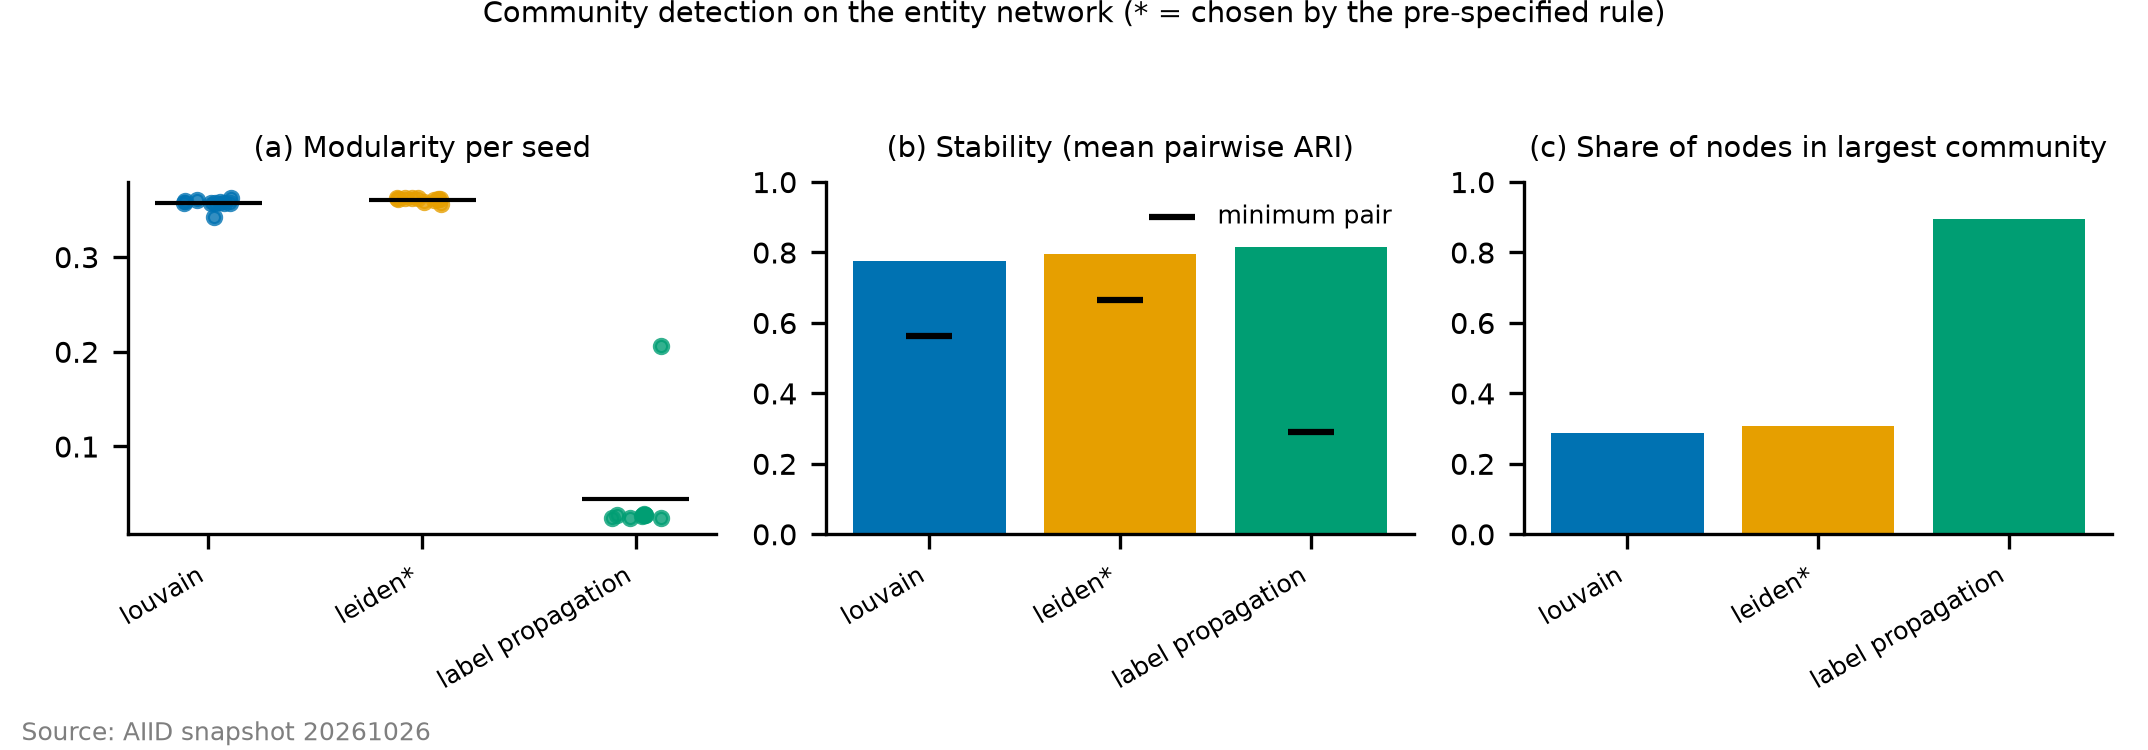 Community detection on the entity network (* = chosen by the pre-specified rule)
(a) Modularity per seed
0.3
0.2
0.1
louvain
leiden*
label propagation
(b) Stability (mean pairwise ARI)
1.0
0.8
0.6
0.4
0.2
0.0
minimum pair
louvain
leiden*
label propagation
(c) Share of nodes in largest community
1.0
0.8
0.6
0.4
0.2
0.0
louvain
leiden*
label propagation
Source: AIID snapshot 20261026